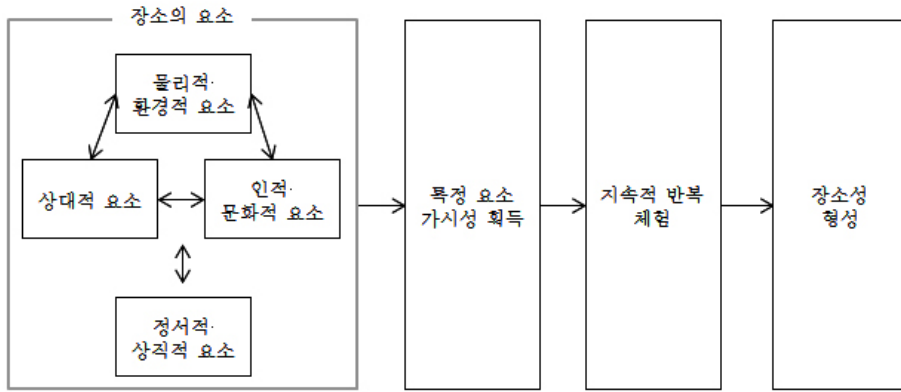 장소의 요소
물리적·
환경적 요소
상대적 요소
인적·
문화적 요소
정서적·
상직적 요소
특정 요소
가시성 획득
지속적 반복
체험
장소성
형성